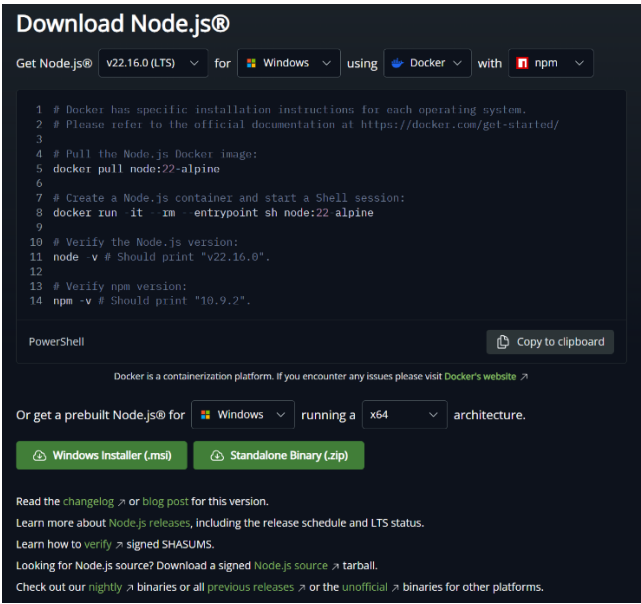 Download Node.js®
Get Node.js® v22.16.0 (LTS) for Windows using Docker with npm
1 # Docker has specific installation instructions for each operating system.
2 # Please refer to the official documentation at https://docker.com/get-started/
3
4 # Pull the Node.js Docker image:
5 docker pull node:22-alpine
6
7 # Create a Node.js container and start a Shell session:
8 docker run -it --rm --entrypoint sh node:22-alpine
9
10 # Verify the Node.js version:
11 node -v # Should print "v22.16.0".
12
13 # Verify npm version:
14 npm -v # Should print "10.9.2".
PowerShell Copy to clipboard
Docker is a containerization platform. If you encounter any issues please visit Docker's website ↗
Or get a prebuilt Node.js® for Windows running a x64 architecture.
Windows Installer (.msi) Standalone Binary (.zip)
Read the changelog ↗ or blog post for this version.
Learn more about Node.js releases, including the release schedule and LTS status.
Learn how to verify ↗ signed SHASUMS.
Looking for Node.js source? Download a signed Node.js source ↗ tarball.
Check out our nightly ↗ binaries or all previous releases ↗ or the unofficial ↗ binaries for other platforms.